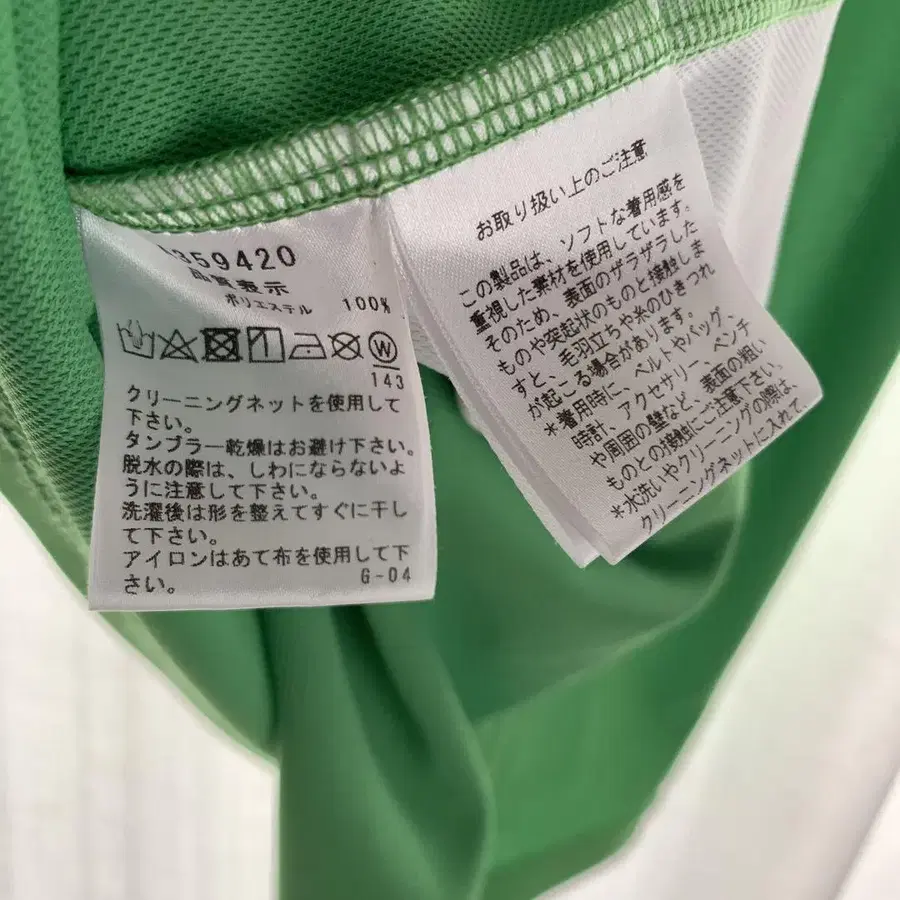 359420
品質表示
ポリエステル 100%
W
143
クリーニングネットを使用して
下さい。
タンブラー乾燥はお避け下さい。
脱水の際は、しわにならないよ
うに注意して下さい。
洗濯後は形を整えてすぐに干し
て下さい。
アイロンはあて布を使用して下
さい。 G-04
お取り扱い上のご注意
この製品は、ソフトな着用感を
重視した素材を使用しています。
そのため、表面のザラザラした
ものや突起状のものと接触しま
すと、毛羽立ちや糸のひきつれ
が起こる場合があります。
*着用時に、ベルトやバッグ、
時計、アクセサリー、ベンチ
や周囲の壁など、表面の粗い
ものとの接触にご注意下さい。
*水洗いやクリーニングの際は、
クリーニングネットに入れて、